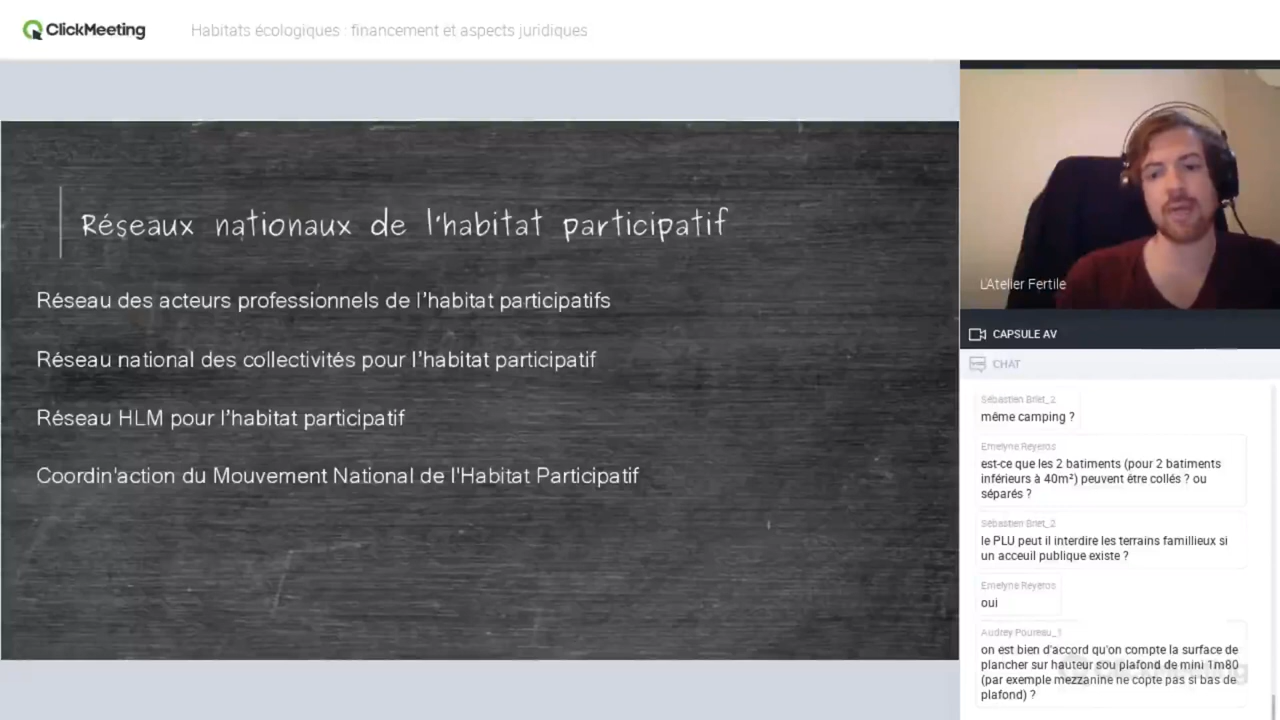 ClickMeeting
Habitats écologiques : financement et aspects juridiques
Réseaux nationaux de l'habitat participatif
Réseau des acteurs professionnels de l'habitat participatifs
Réseau national des collectivités pour l'habitat participatif
Réseau HLM pour l'habitat participatif
Coordin'action du Mouvement National de l'Habitat Participatif
L'Atelier Fertile
CAPSULE AV
CHAT
Sébastien Briet_2
même camping ?
Emelyne Reyeros
est-ce que les 2 batiments (pour 2 batiments
inférieurs à 40m²) peuvent être collés ? ou
séparés ?
Sébastien Briet_2
le PLU peut il interdire les terrains famillieux si
un acceuil publique existe ?
Emelyne Reyeros
oui
Audrey Poureau_1
on est bien d'accord qu'on compte la surface de
plancher sur hauteur sou plafond de mini 1m80
(par exemple mezzanine ne copte pas si bas de
plafond) ?